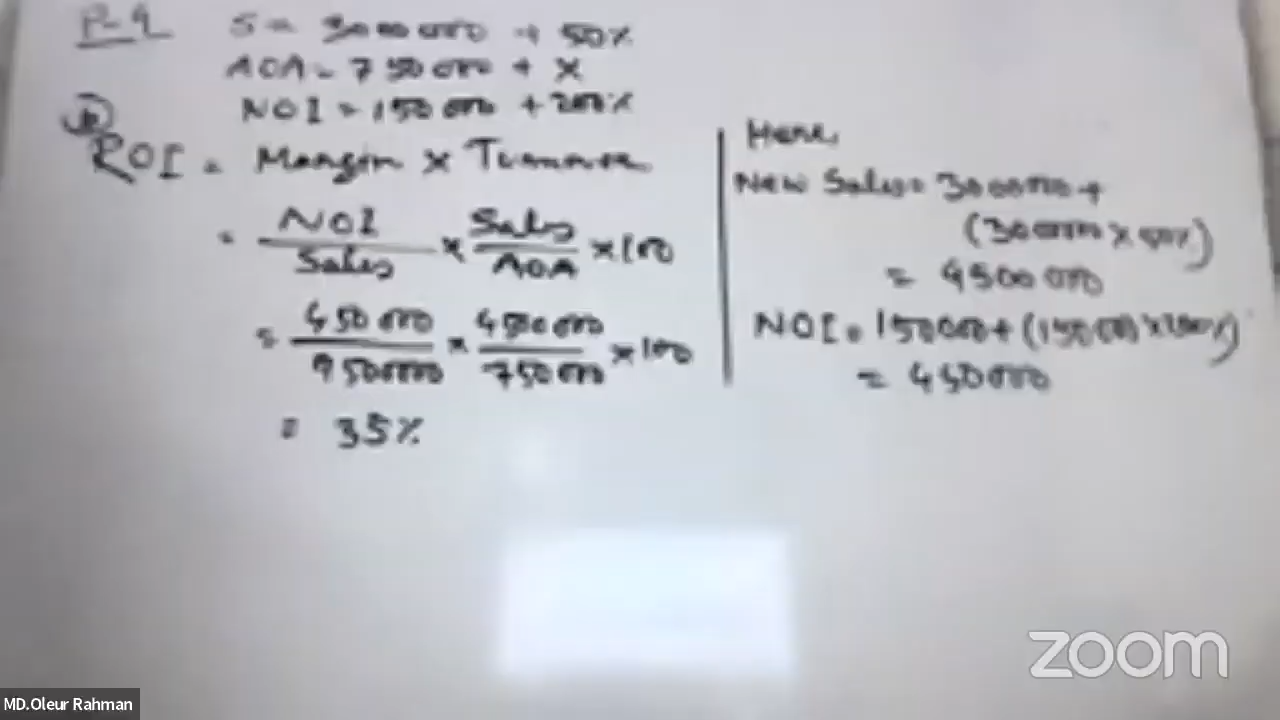 P-4 S = 3000000 + 50%
AOA = 750000 + X
NOI = 150000 + 200%
(b)
ROI = Margin x Turnover
= NOI / Sales x Sales / AOA x 100
= 450000 / 4500000 x 4500000 / 750000 x 100
= 35%
Here,
New Sales = 3000000 +
(3000000 x 50%)
= 4500000
NOI = 150000 + (150000 x 200%)
= 450000
zoom
MD.Oleur Rahman